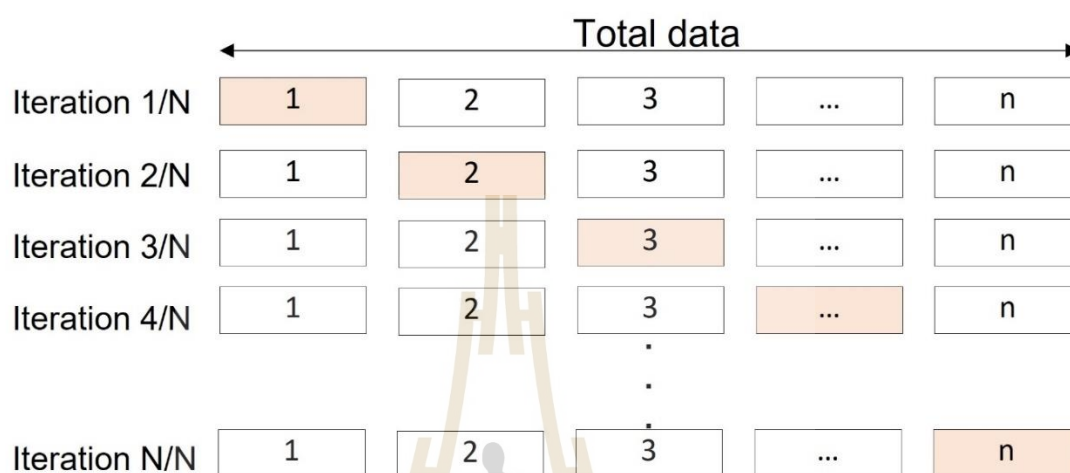 Total data
Iteration 1/N 1 2 3 ... n
Iteration 2/N 1 2 3 ... n
Iteration 3/N 1 2 3 ... n
Iteration 4/N 1 2 3 ... n
.
.
.
Iteration N/N 1 2 3 ... n